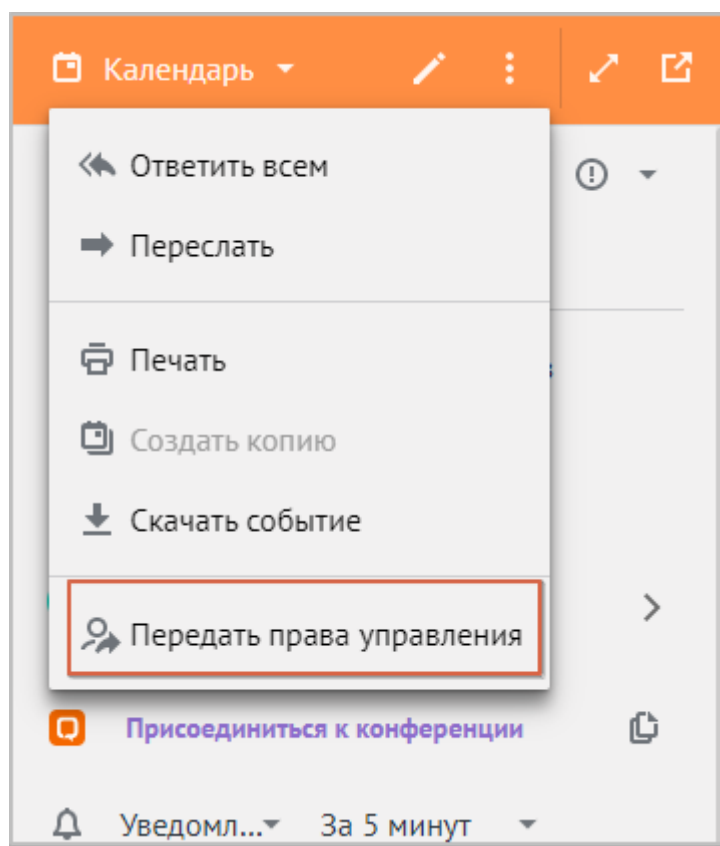 Календарь
Ответить всем
Переслать
Печать
Создать копию
Скачать событие
Передать права управления
Присоединиться к конференции
Уведомл... За 5 минут